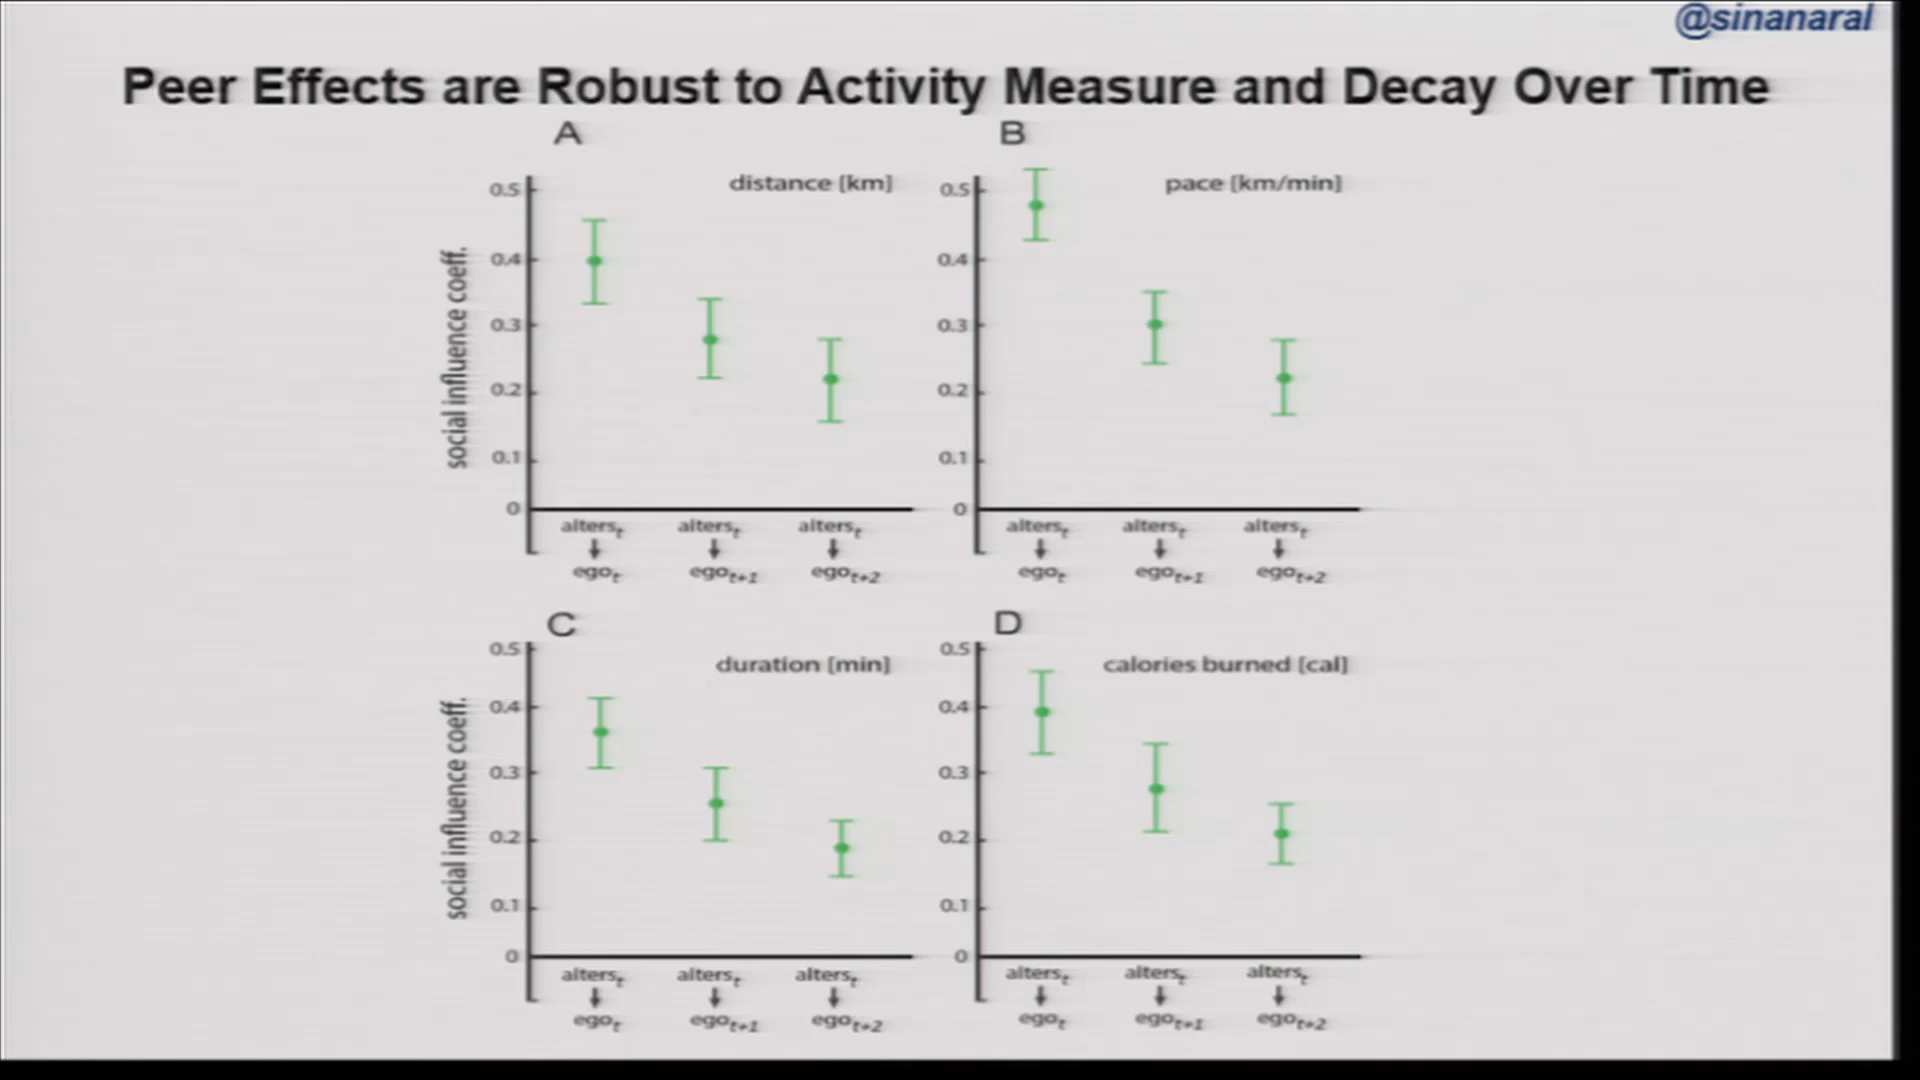 @sinanaral
Peer Effects are Robust to Activity Measure and Decay Over Time
A
distance [km]
social influence coeff.
0.5
0.4
0.3
0.2
0.1
0
alters_t alters_t alters_t
ego_t ego_t+1 ego_t+2
B
pace [km/min]
0.5
0.4
0.3
0.2
0.1
0
alters_t alters_t alters_t
ego_t ego_t+1 ego_t+2
C
duration [min]
social influence coeff.
0.5
0.4
0.3
0.2
0.1
0
alters_t alters_t alters_t
ego_t ego_t+1 ego_t+2
D
calories burned [cal]
0.5
0.4
0.3
0.2
0.1
0
alters_t alters_t alters_t
ego_t ego_t+1 ego_t+2